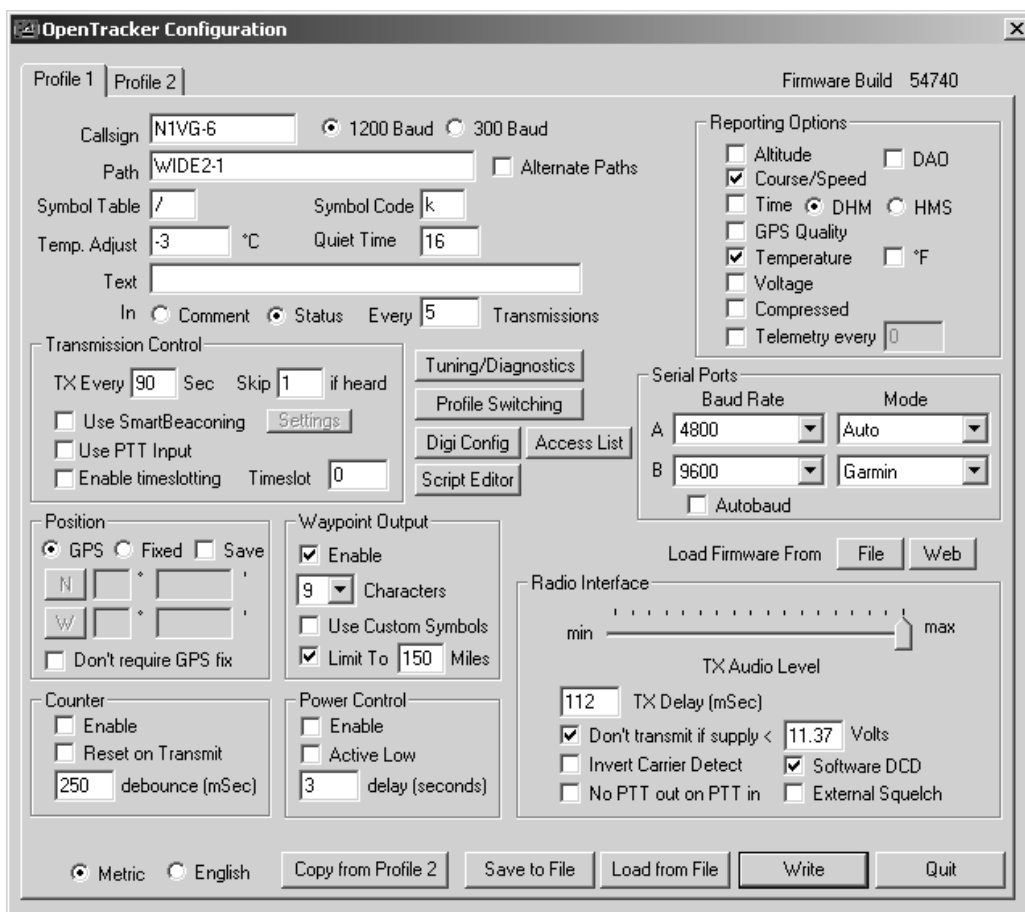 OpenTracker Configuration
Profile 1 Profile 2 Firmware Build 54740
Callsign N1VG-6 1200 Baud 300 Baud
Path WIDE2-1 Alternate Paths
Symbol Table / Symbol Code k
Temp. Adjust -3 °C Quiet Time 16
Text
In Comment Status Every 5 Transmissions
Reporting Options
Altitude DAO
Course/Speed
Time DHM HMS
GPS Quality
Temperature °F
Voltage
Compressed
Telemetry every 0
Transmission Control
TX Every 90 Sec Skip 1 if heard
Use SmartBeaconing Settings
Use PTT Input
Enable timeslotting Timeslot 0
Tuning/Diagnostics
Profile Switching
Digi Config Access List
Script Editor
Serial Ports
Baud Rate Mode
A 4800 Auto
B 9600 Garmin
Autobaud
Position
GPS Fixed Save
N ° '
W ° '
Don't require GPS fix
Waypoint Output
Enable
9 Characters
Use Custom Symbols
Limit To 150 Miles
Load Firmware From File Web
Radio Interface
min max
TX Audio Level
112 TX Delay (mSec)
Don't transmit if supply < 11.37 Volts
Invert Carrier Detect Software DCD
No PTT out on PTT in External Squelch
Counter
Enable
Reset on Transmit
250 debounce (mSec)
Power Control
Enable
Active Low
3 delay (seconds)
Metric English Copy from Profile 2 Save to File Load from File Write Quit